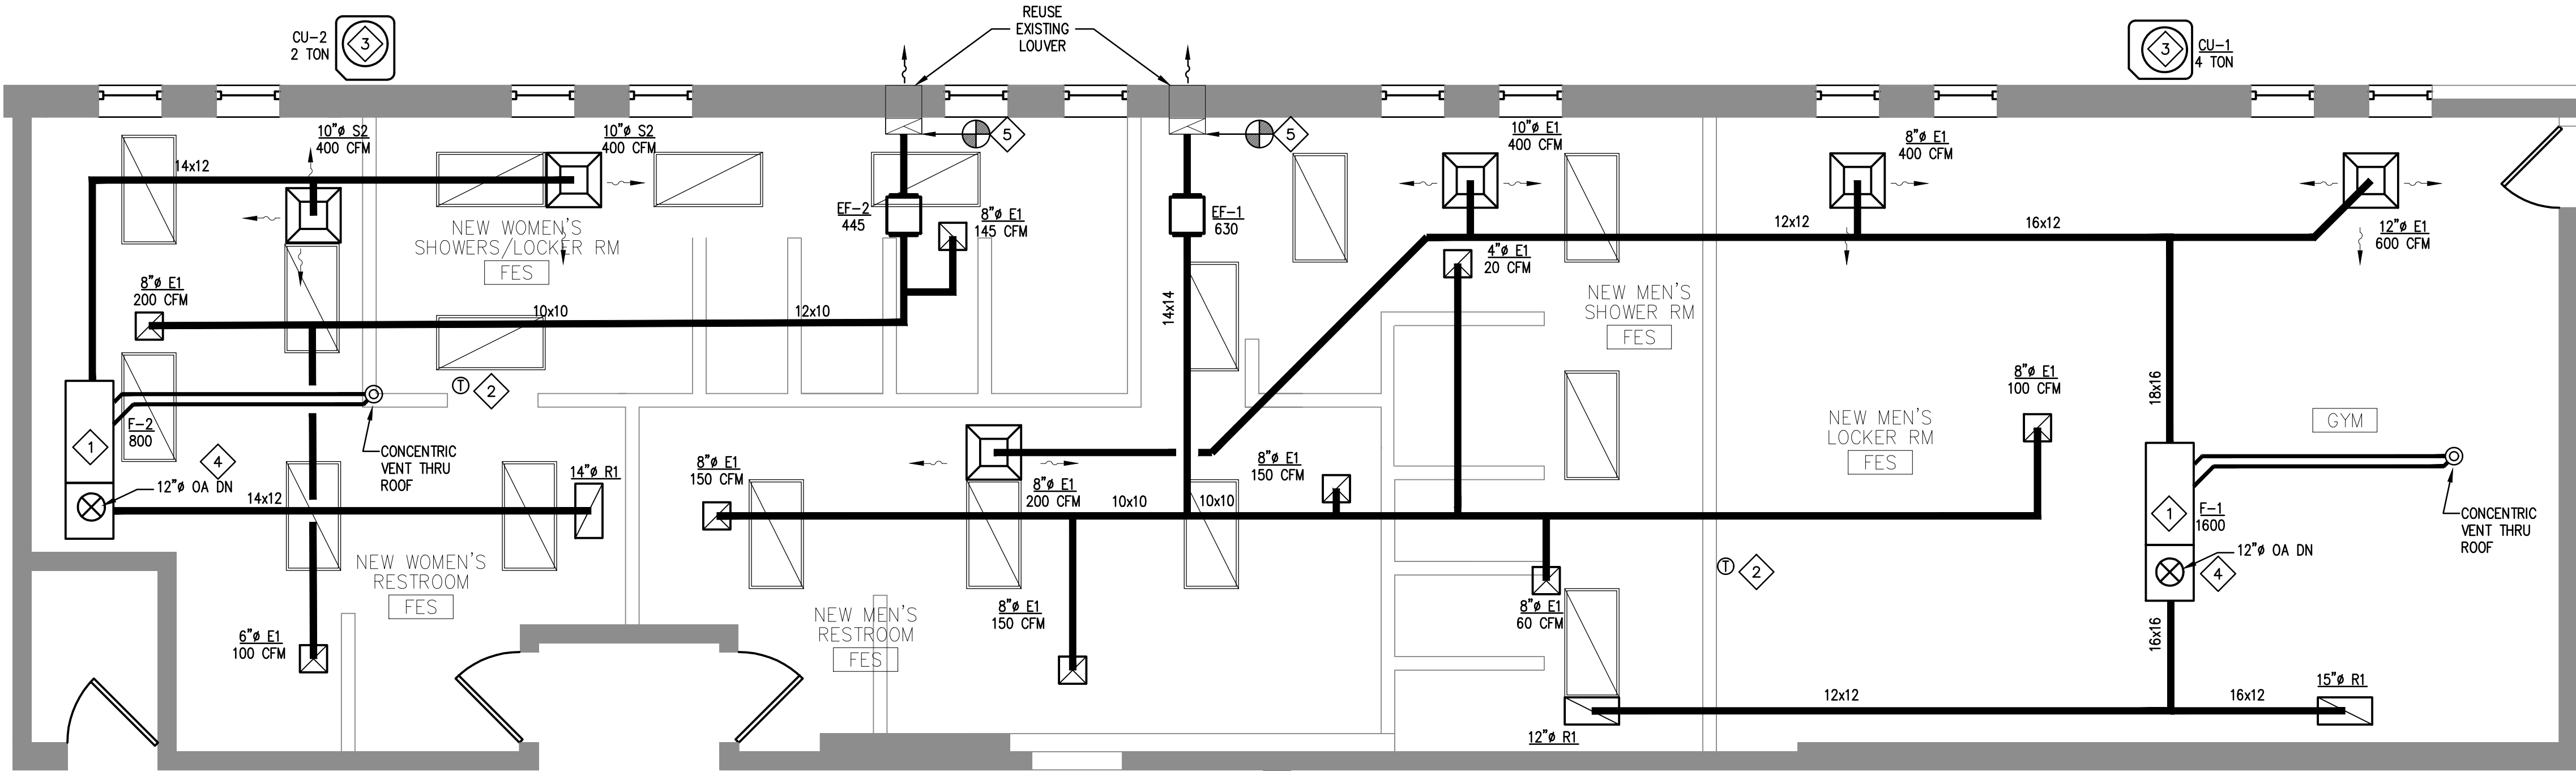 REUSE
EXISTING
LOUVER
CU-2
2 TON
3
3
CU-1
4 TON
10"ø S2
400 CFM
10"ø S2
400 CFM
5
5
10"ø E1
400 CFM
8"ø E1
400 CFM
14x12
EF-2
445
8"ø E1
145 CFM
EF-1
630
12x12
16x12
12"ø E1
600 CFM
NEW WOMEN'S
SHOWERS/LOCKER RM
FES
4"ø E1
20 CFM
8"ø E1
200 CFM
10x10
12x10
14x14
NEW MEN'S
SHOWER RM
FES
T
2
8"ø E1
100 CFM
18x16
1
F-2
800
4
CONCENTRIC
VENT THRU
ROOF
NEW MEN'S
LOCKER RM
FES
GYM
12"ø OA DN
14x12
14"ø R1
8"ø E1
150 CFM
8"ø E1
200 CFM
10x10
10x10
8"ø E1
150 CFM
1
F-1
1600
CONCENTRIC
VENT THRU
ROOF
12"ø OA DN
4
T
2
NEW WOMEN'S
RESTROOM
FES
NEW MEN'S
RESTROOM
FES
8"ø E1
150 CFM
8"ø E1
60 CFM
6"ø E1
100 CFM
16x16
12x12
16x12
15"ø R1
12"ø R1